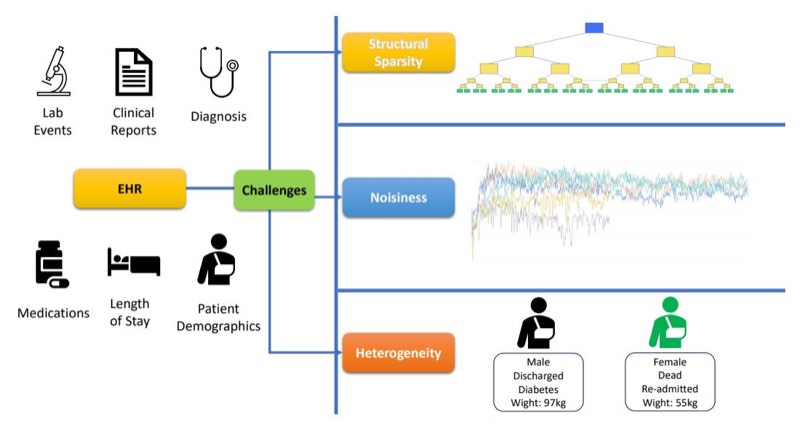 Lab
Events
Clinical
Reports
Diagnosis
EHR
Challenges
Medications
Length
of Stay
Patient
Demographics
Structural
Sparsity
Noisiness
Heterogeneity
Male
Discharged
Diabetes
Wight: 97kg
Female
Dead
Re-admitted
Wight: 55kg